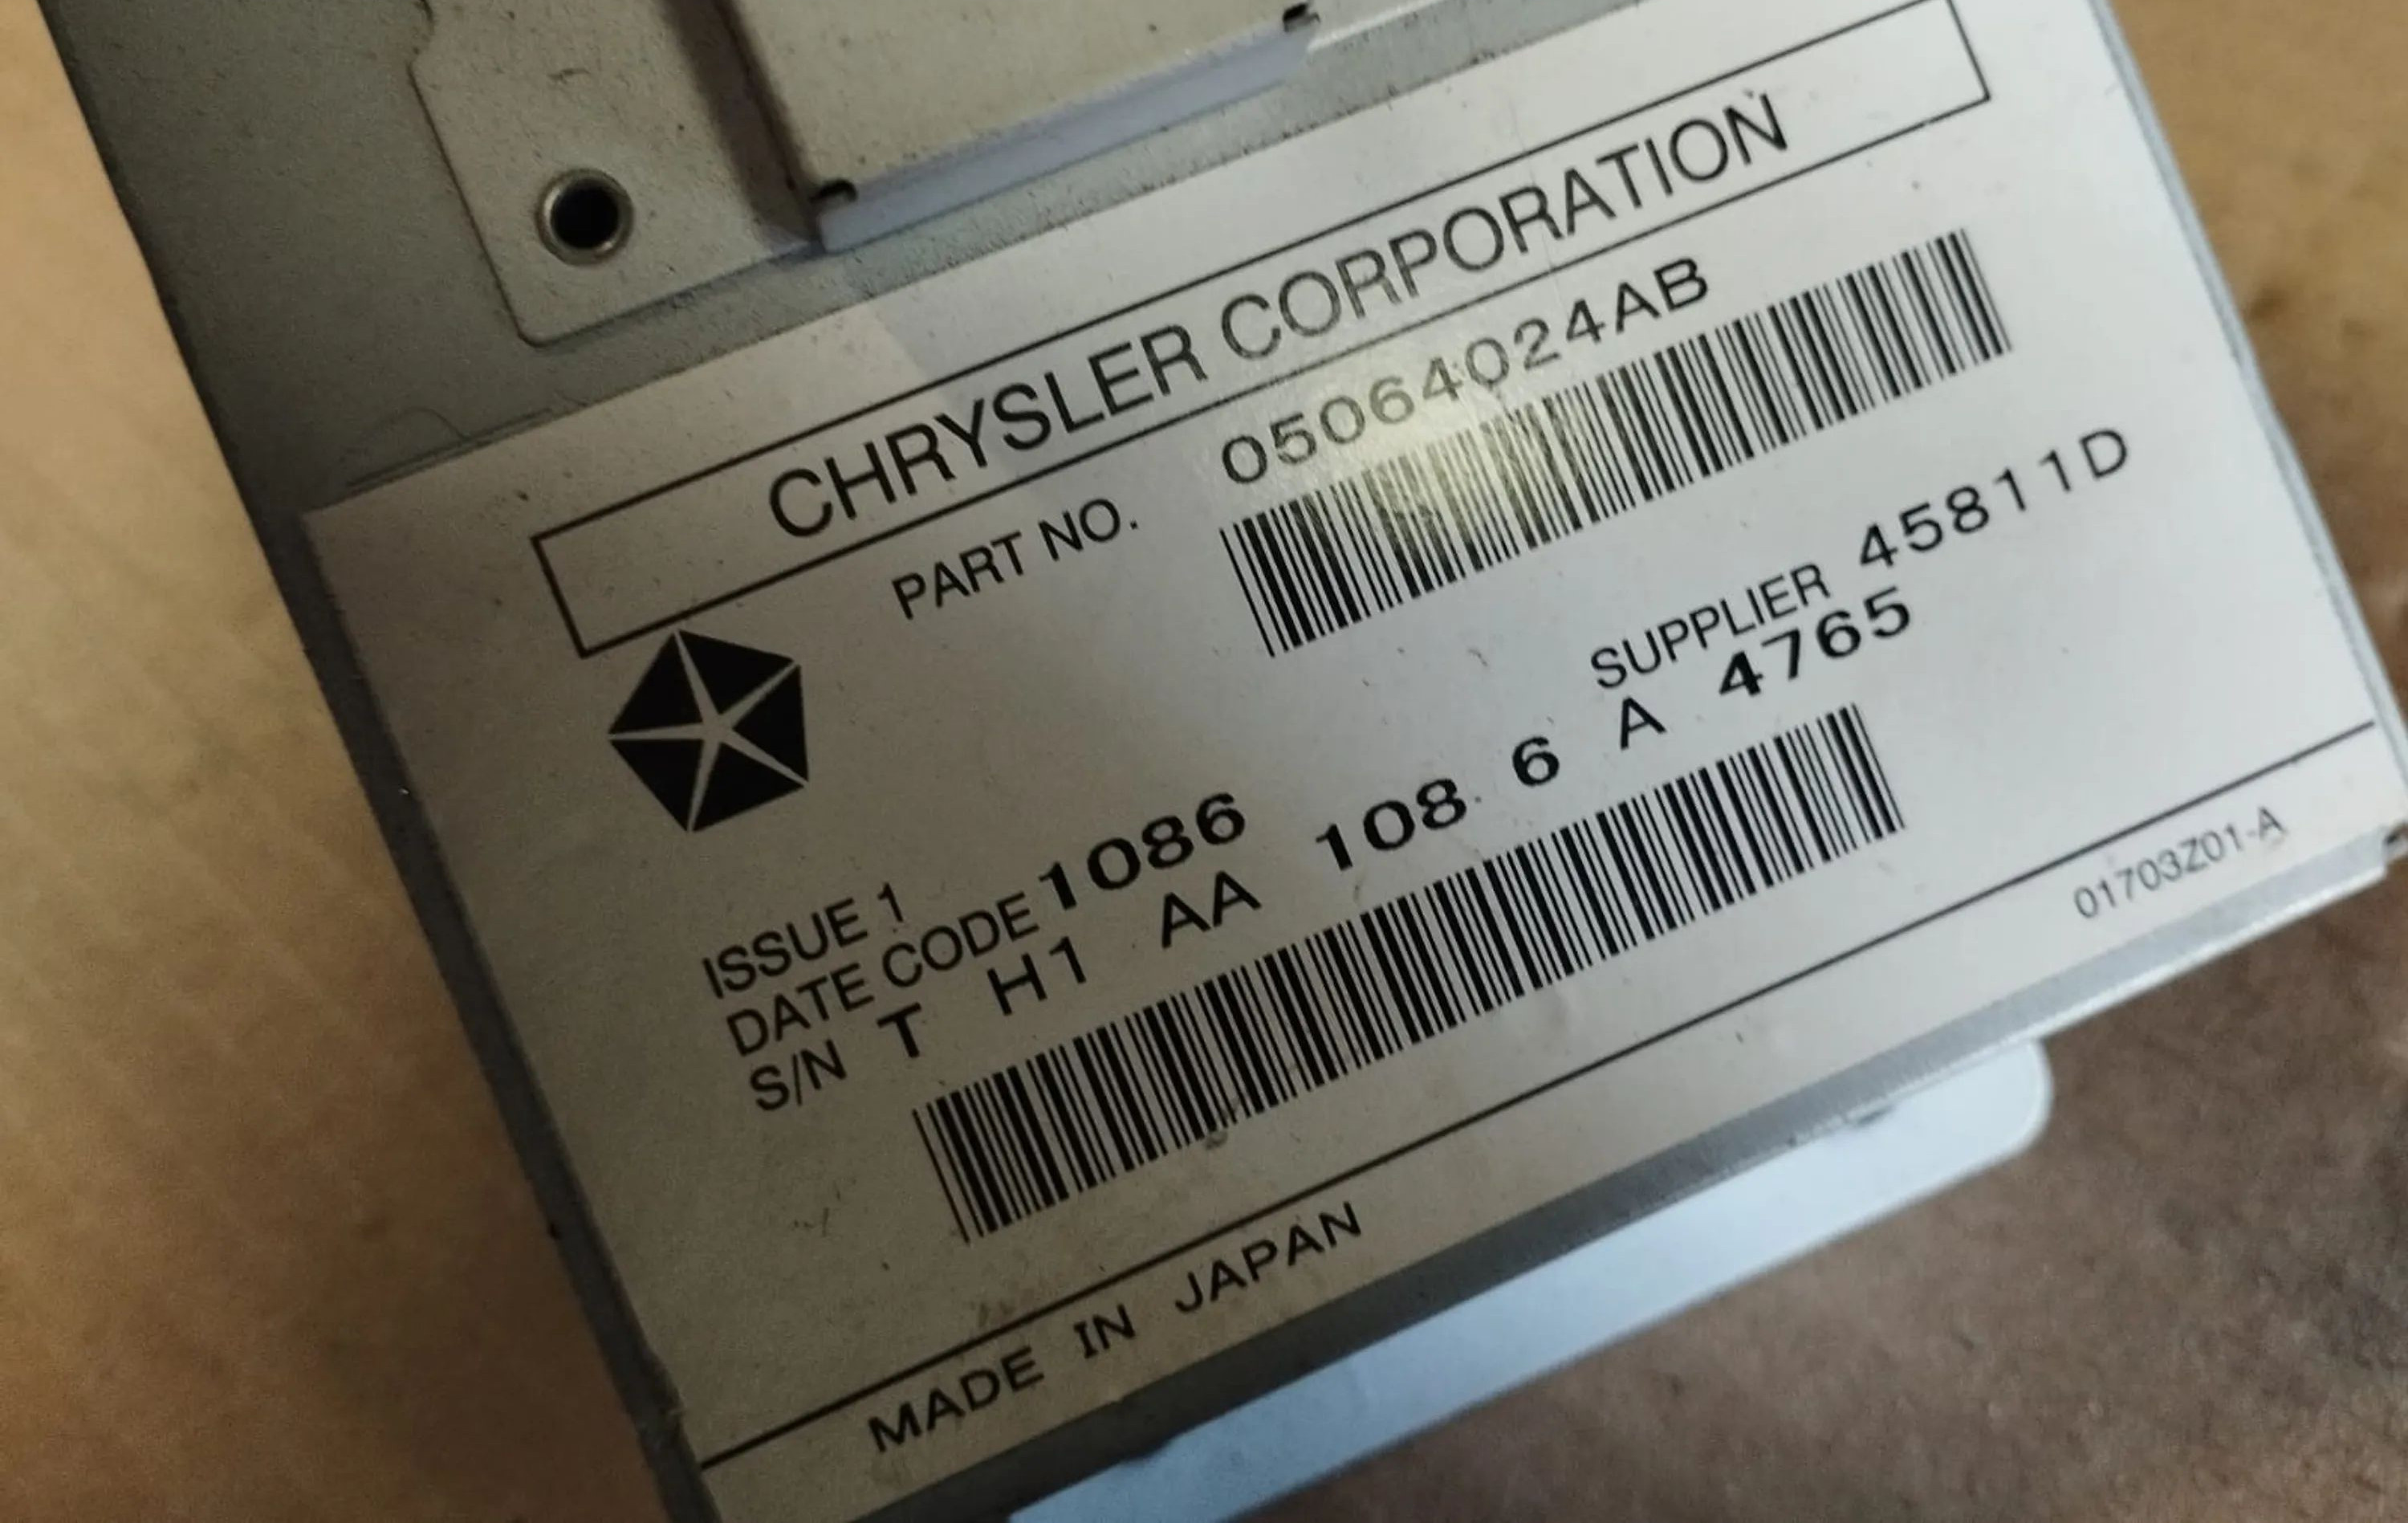 CHRYSLER CORPORATION
PART NO. 05064024AB
SUPPLIER 45811D
ISSUE 1
DATE CODE 1086
S/N T H1 AA 108 6 A 4765
01703Z01-A
MADE IN JAPAN